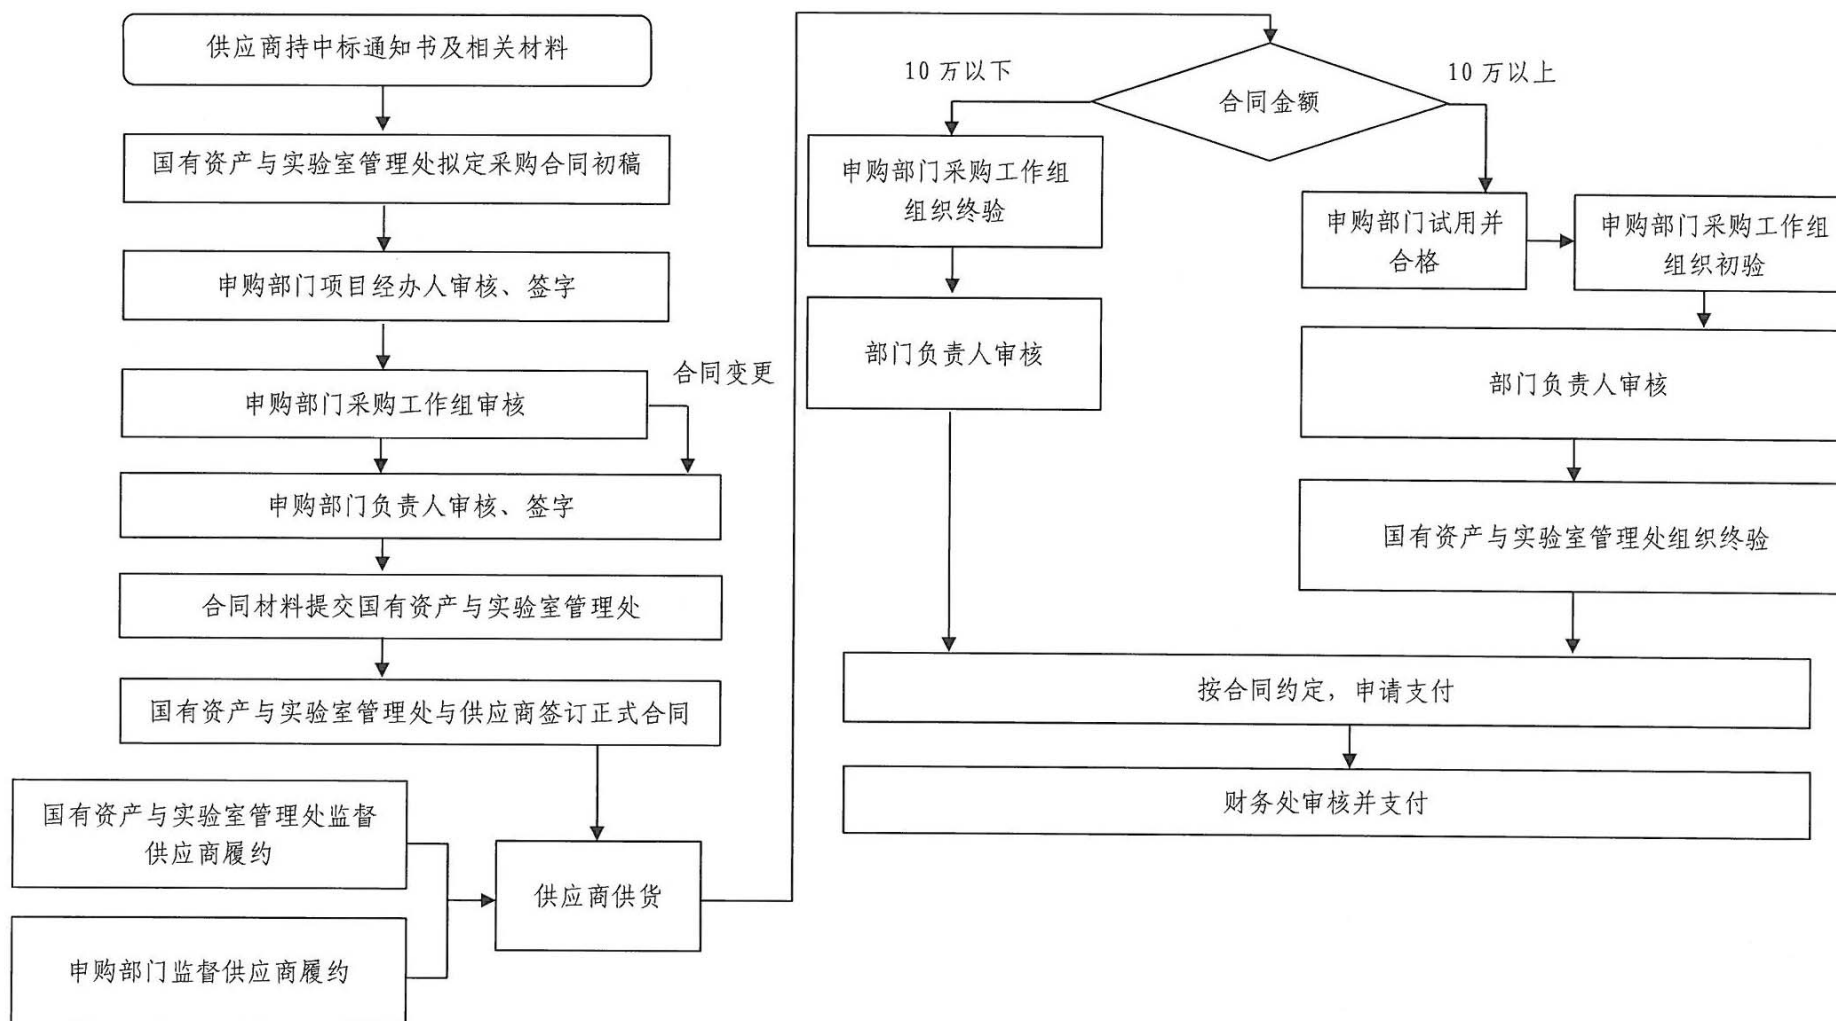 供应商持中标通知书及相关材料
国有资产与实验室管理处拟定采购合同初稿
申购部门项目经办人审核、签字
申购部门采购工作组审核
合同变更
申购部门负责人审核、签字
合同材料提交国有资产与实验室管理处
国有资产与实验室管理处与供应商签订正式合同
国有资产与实验室管理处监督
供应商履约
申购部门监督供应商履约
供应商供货
合同金额
10 万以下
10 万以上
申购部门采购工作组
组织终验
部门负责人审核
申购部门试用并
合格
申购部门采购工作组
组织初验
部门负责人审核
国有资产与实验室管理处组织终验
按合同约定，申请支付
财务处审核并支付